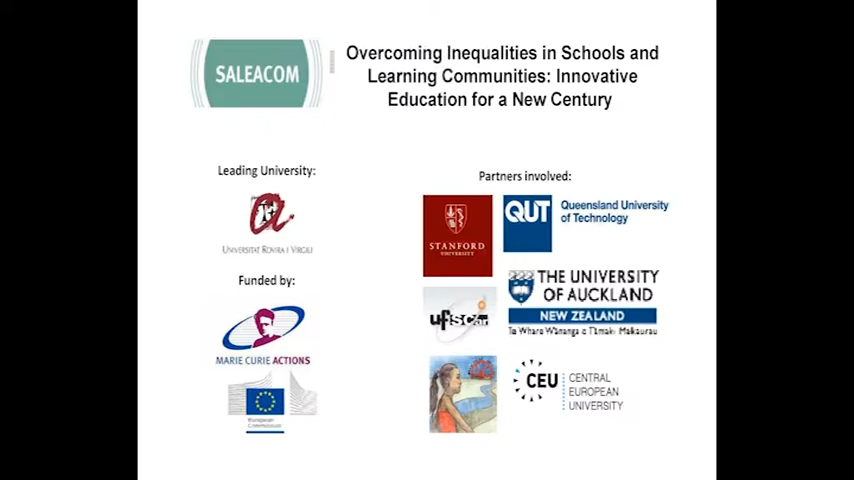 SALEACOM
Overcoming Inequalities in Schools and
Learning Communities: Innovative
Education for a New Century
Leading University:
UNIVERSITAT ROVIRA I VIRGILI
Funded by:
MARIE CURIE ACTIONS
European
Commission
Partners involved:
STANFORD
UNIVERSITY
QUT
Queensland University
of Technology
THE UNIVERSITY
OF AUCKLAND
NEW ZEALAND
Te Whare Wānanga o Tāmaki Makaurau
ufscar
CEU
CENTRAL
EUROPEAN
UNIVERSITY